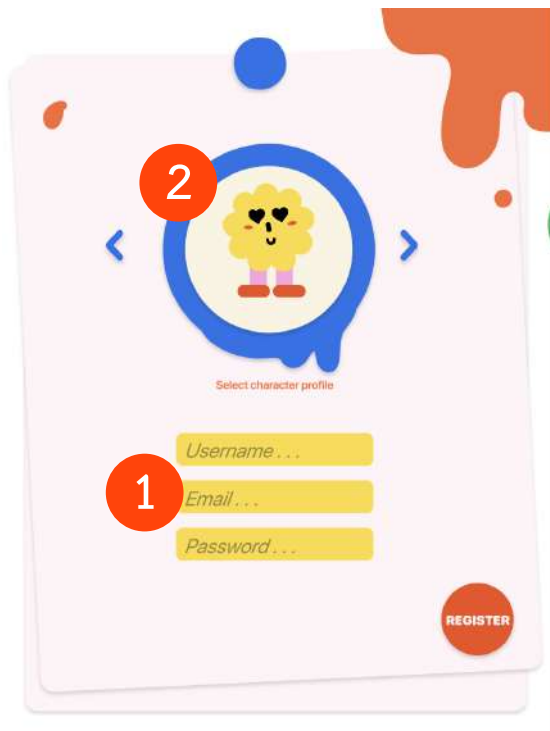 2
Select character profile
Username . . .
1
Email . . .
Password . . .
REGISTER